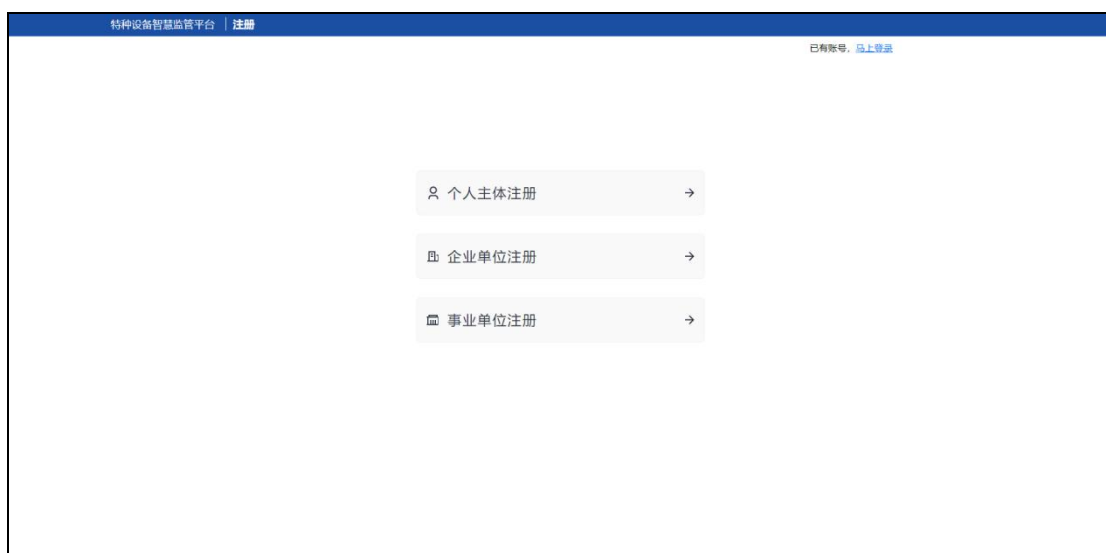 特种设备智慧监管平台 注册
已有账号，马上登录
个人主体注册
企业单位注册
事业单位注册